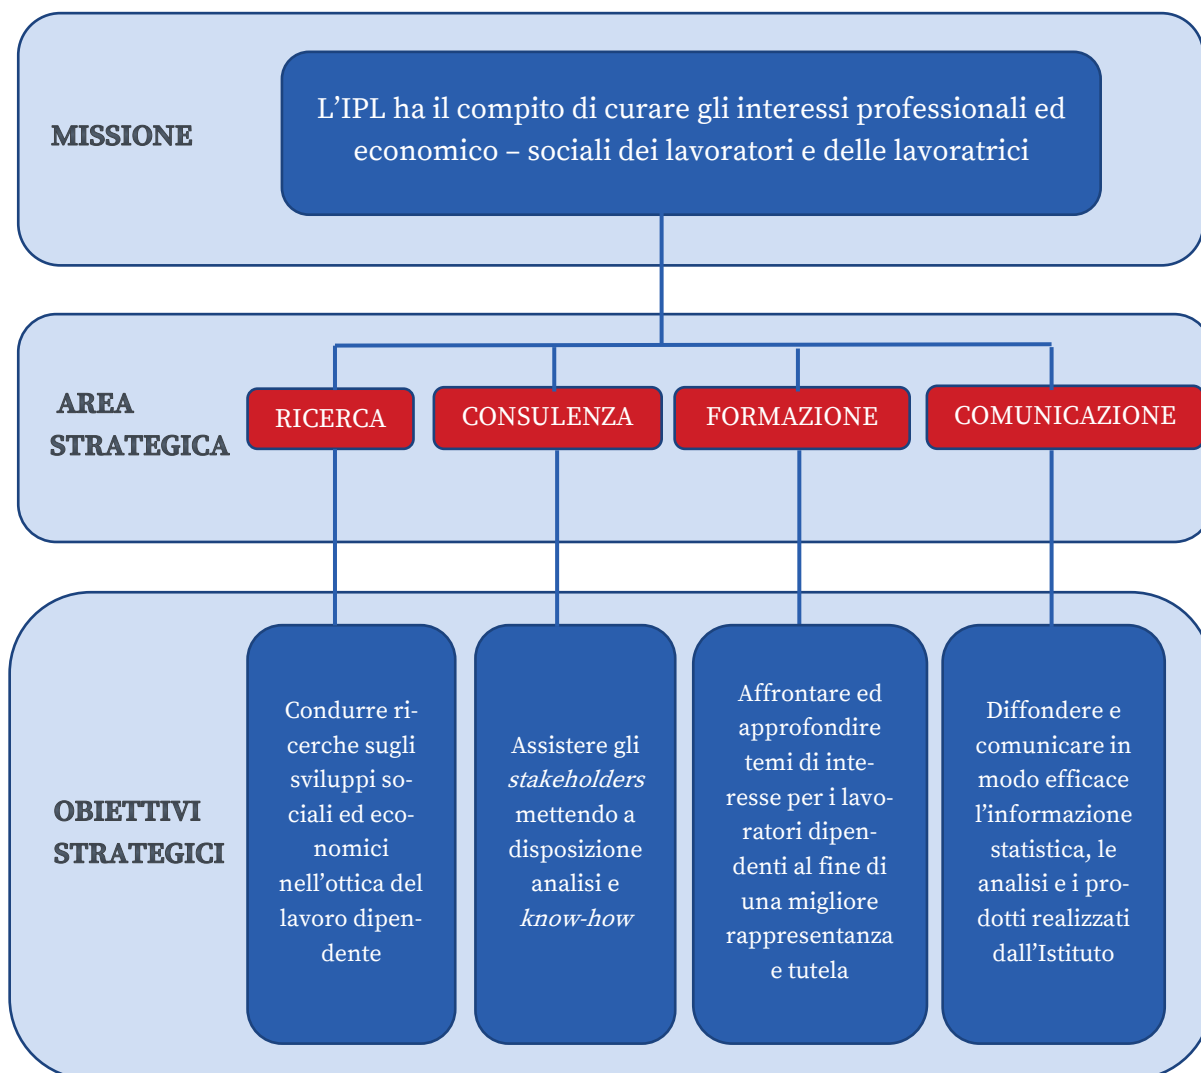 MISSIONE
L’IPL ha il compito di curare gli interessi professionali ed
economico – sociali dei lavoratori e delle lavoratrici
AREA
STRATEGICA
RICERCA
CONSULENZA
FORMAZIONE
COMUNICAZIONE
OBIETTIVI
STRATEGICI
Condurre ri-
cerche sugli
sviluppi so-
ciali ed eco-
nomici
nell’ottica del
lavoro dipen-
dente
Assistere gli
stakeholders
mettendo a
disposizione
analisi e
know-how
Affrontare ed
approfondire
temi di inte-
resse per i lavo-
ratori dipen-
denti al fine di
una migliore
rappresentanza
e tutela
Diffondere e
comunicare in
modo efficace
l’informazione
statistica, le
analisi e i pro-
dotti realizzati
dall’Istituto